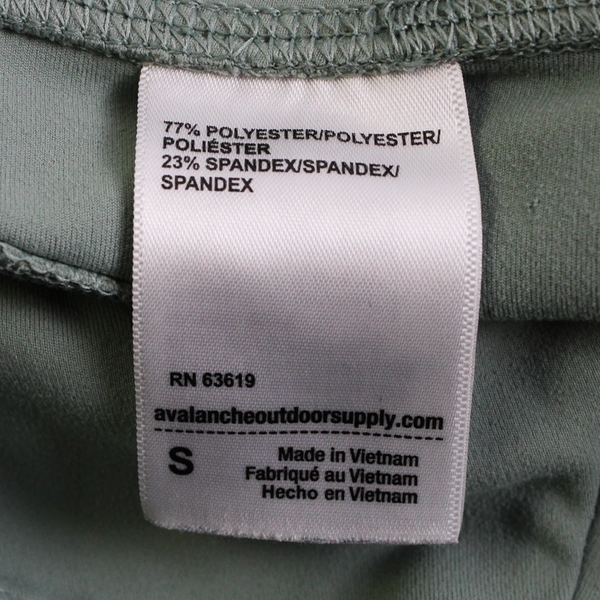 77% POLYESTER/POLYESTER/
POLIÉSTER
23% SPANDEX/SPANDEX/
SPANDEX
RN 63619
avalancheoutdoorsupply.com
S
Made in Vietnam
Fabriqué au Vietnam
Hecho en Vietnam